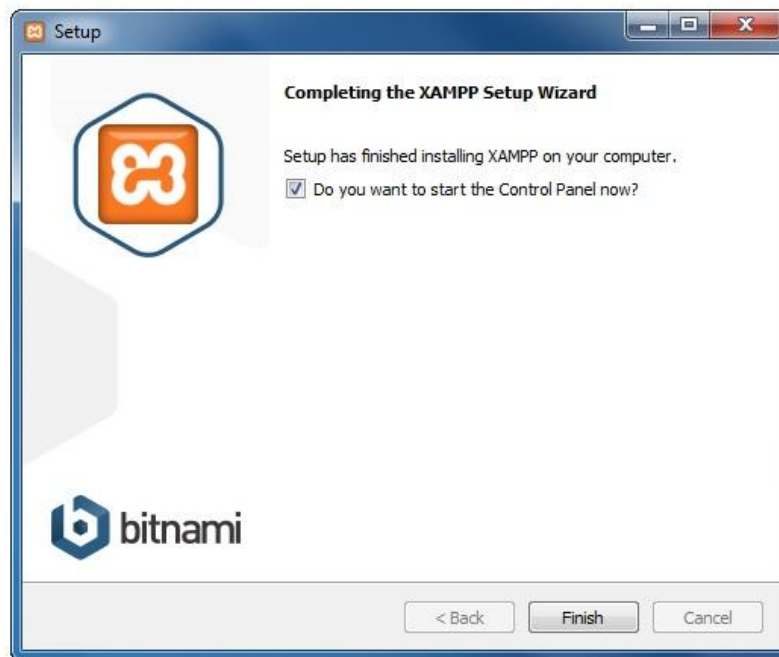 Setup
Completing the XAMPP Setup Wizard
Setup has finished installing XAMPP on your computer.
Do you want to start the Control Panel now?
bitnami
< Back
Finish
Cancel